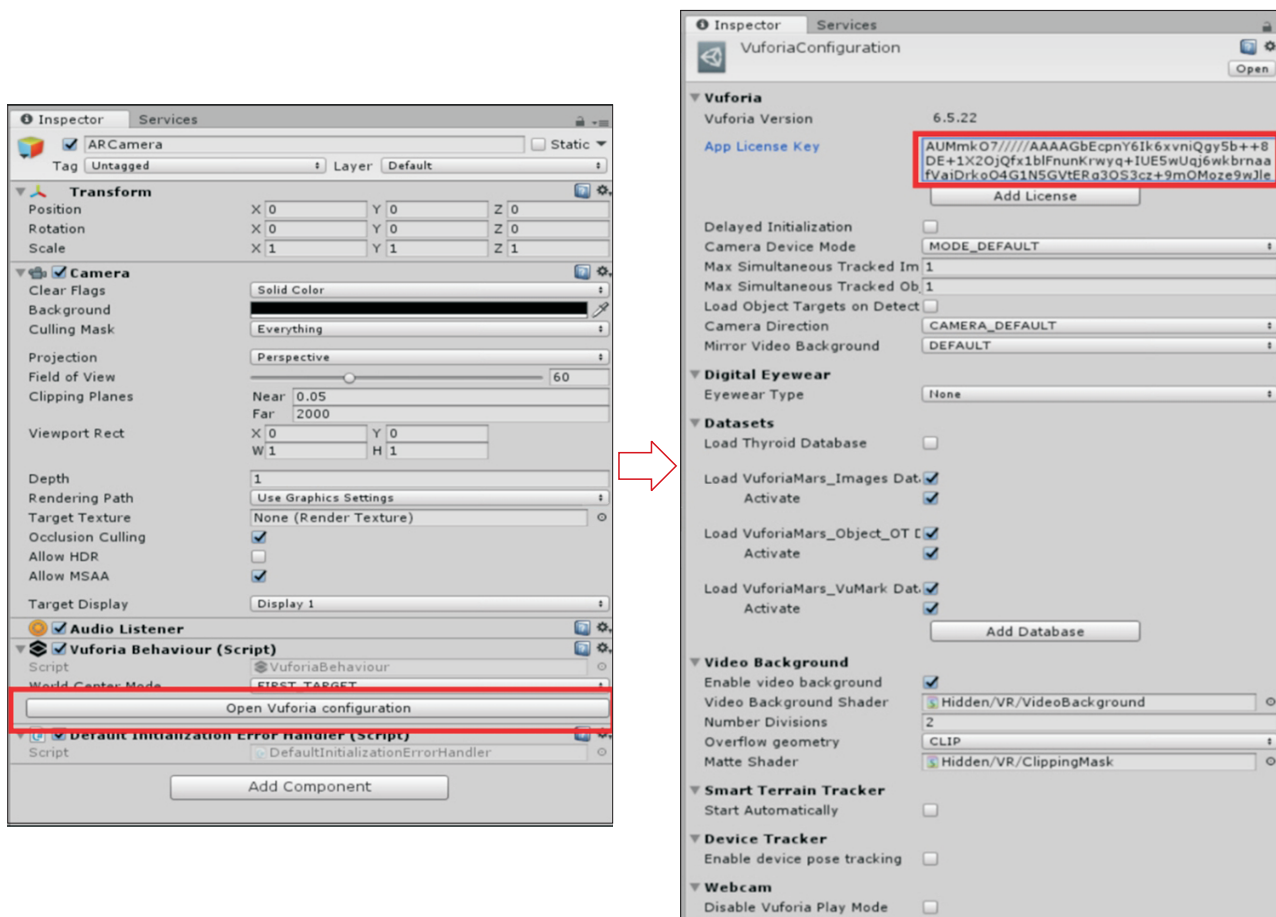 Inspector Services
ARCamera Static
Tag Untagged Layer Default
Transform
Position X 0 Y 0 Z 0
Rotation X 0 Y 0 Z 0
Scale X 1 Y 1 Z 1
Camera
Clear Flags Solid Color
Background
Culling Mask Everything
Projection Perspective
Field of View 60
Clipping Planes Near 0.05
Far 2000
Viewport Rect X 0 Y 0
W 1 H 1
Depth 1
Rendering Path Use Graphics Settings
Target Texture None (Render Texture)
Occlusion Culling
Allow HDR
Allow MSAA
Target Display Display 1
Audio Listener
Vuforia Behaviour (Script)
Script VuforiaBehaviour
World Center Mode FIRST_TARGET
Open Vuforia configuration
Default Initialization Error Handler (Script)
Script DefaultInitializationErrorHandler
Add Component
Inspector Services
VuforiaConfiguration
Open
Vuforia
Vuforia Version 6.5.22
App License Key AUMmkO7/////AAAAGbEcpnY6Ik6xvniQgy5b++8
DE+1X2OjQfx1blFnunKrwyq+IUE5wUqj6wkbrnaa
fVaiDrkoO4G1N5GVtERg3OS3cz+9mOMoze9wJle
Add License
Delayed Initialization
Camera Device Mode MODE_DEFAULT
Max Simultaneous Tracked Im 1
Max Simultaneous Tracked Ob 1
Load Object Targets on Detect
Camera Direction CAMERA_DEFAULT
Mirror Video Background DEFAULT
Digital Eyewear
Eyewear Type None
Datasets
Load Thyroid Database
Load VuforiaMars_Images Dat
Activate
Load VuforiaMars_Object_OT D
Activate
Load VuforiaMars_VuMark Dat
Activate
Add Database
Video Background
Enable video background
Video Background Shader Hidden/VR/VideoBackground
Number Divisions 2
Overflow geometry CLIP
Matte Shader Hidden/VR/ClippingMask
Smart Terrain Tracker
Start Automatically
Device Tracker
Enable device pose tracking
Webcam
Disable Vuforia Play Mode